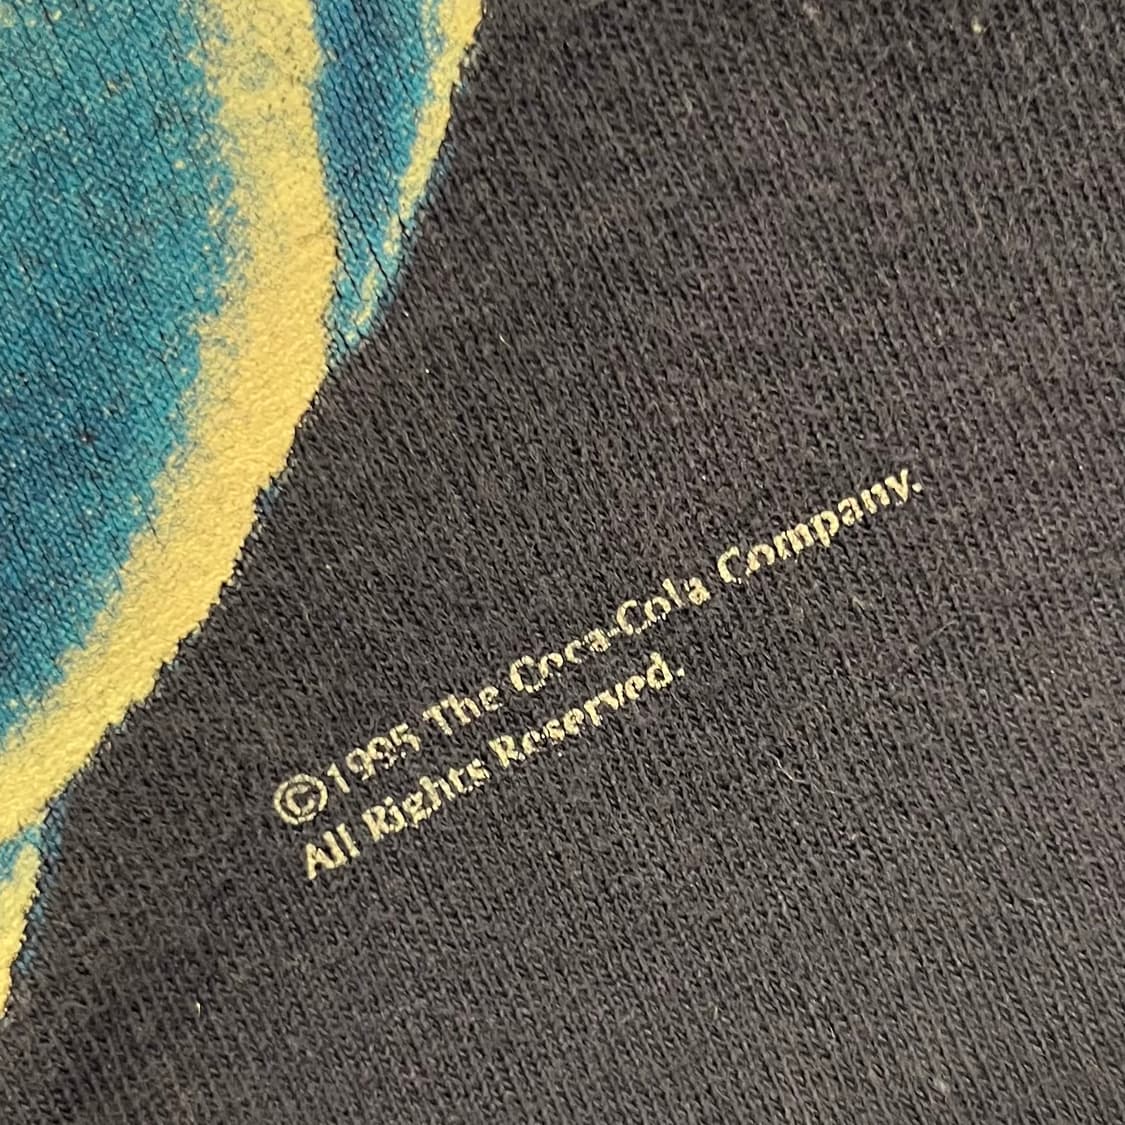 ©1995 The Coca-Cola Company.
All Rights Reserved.